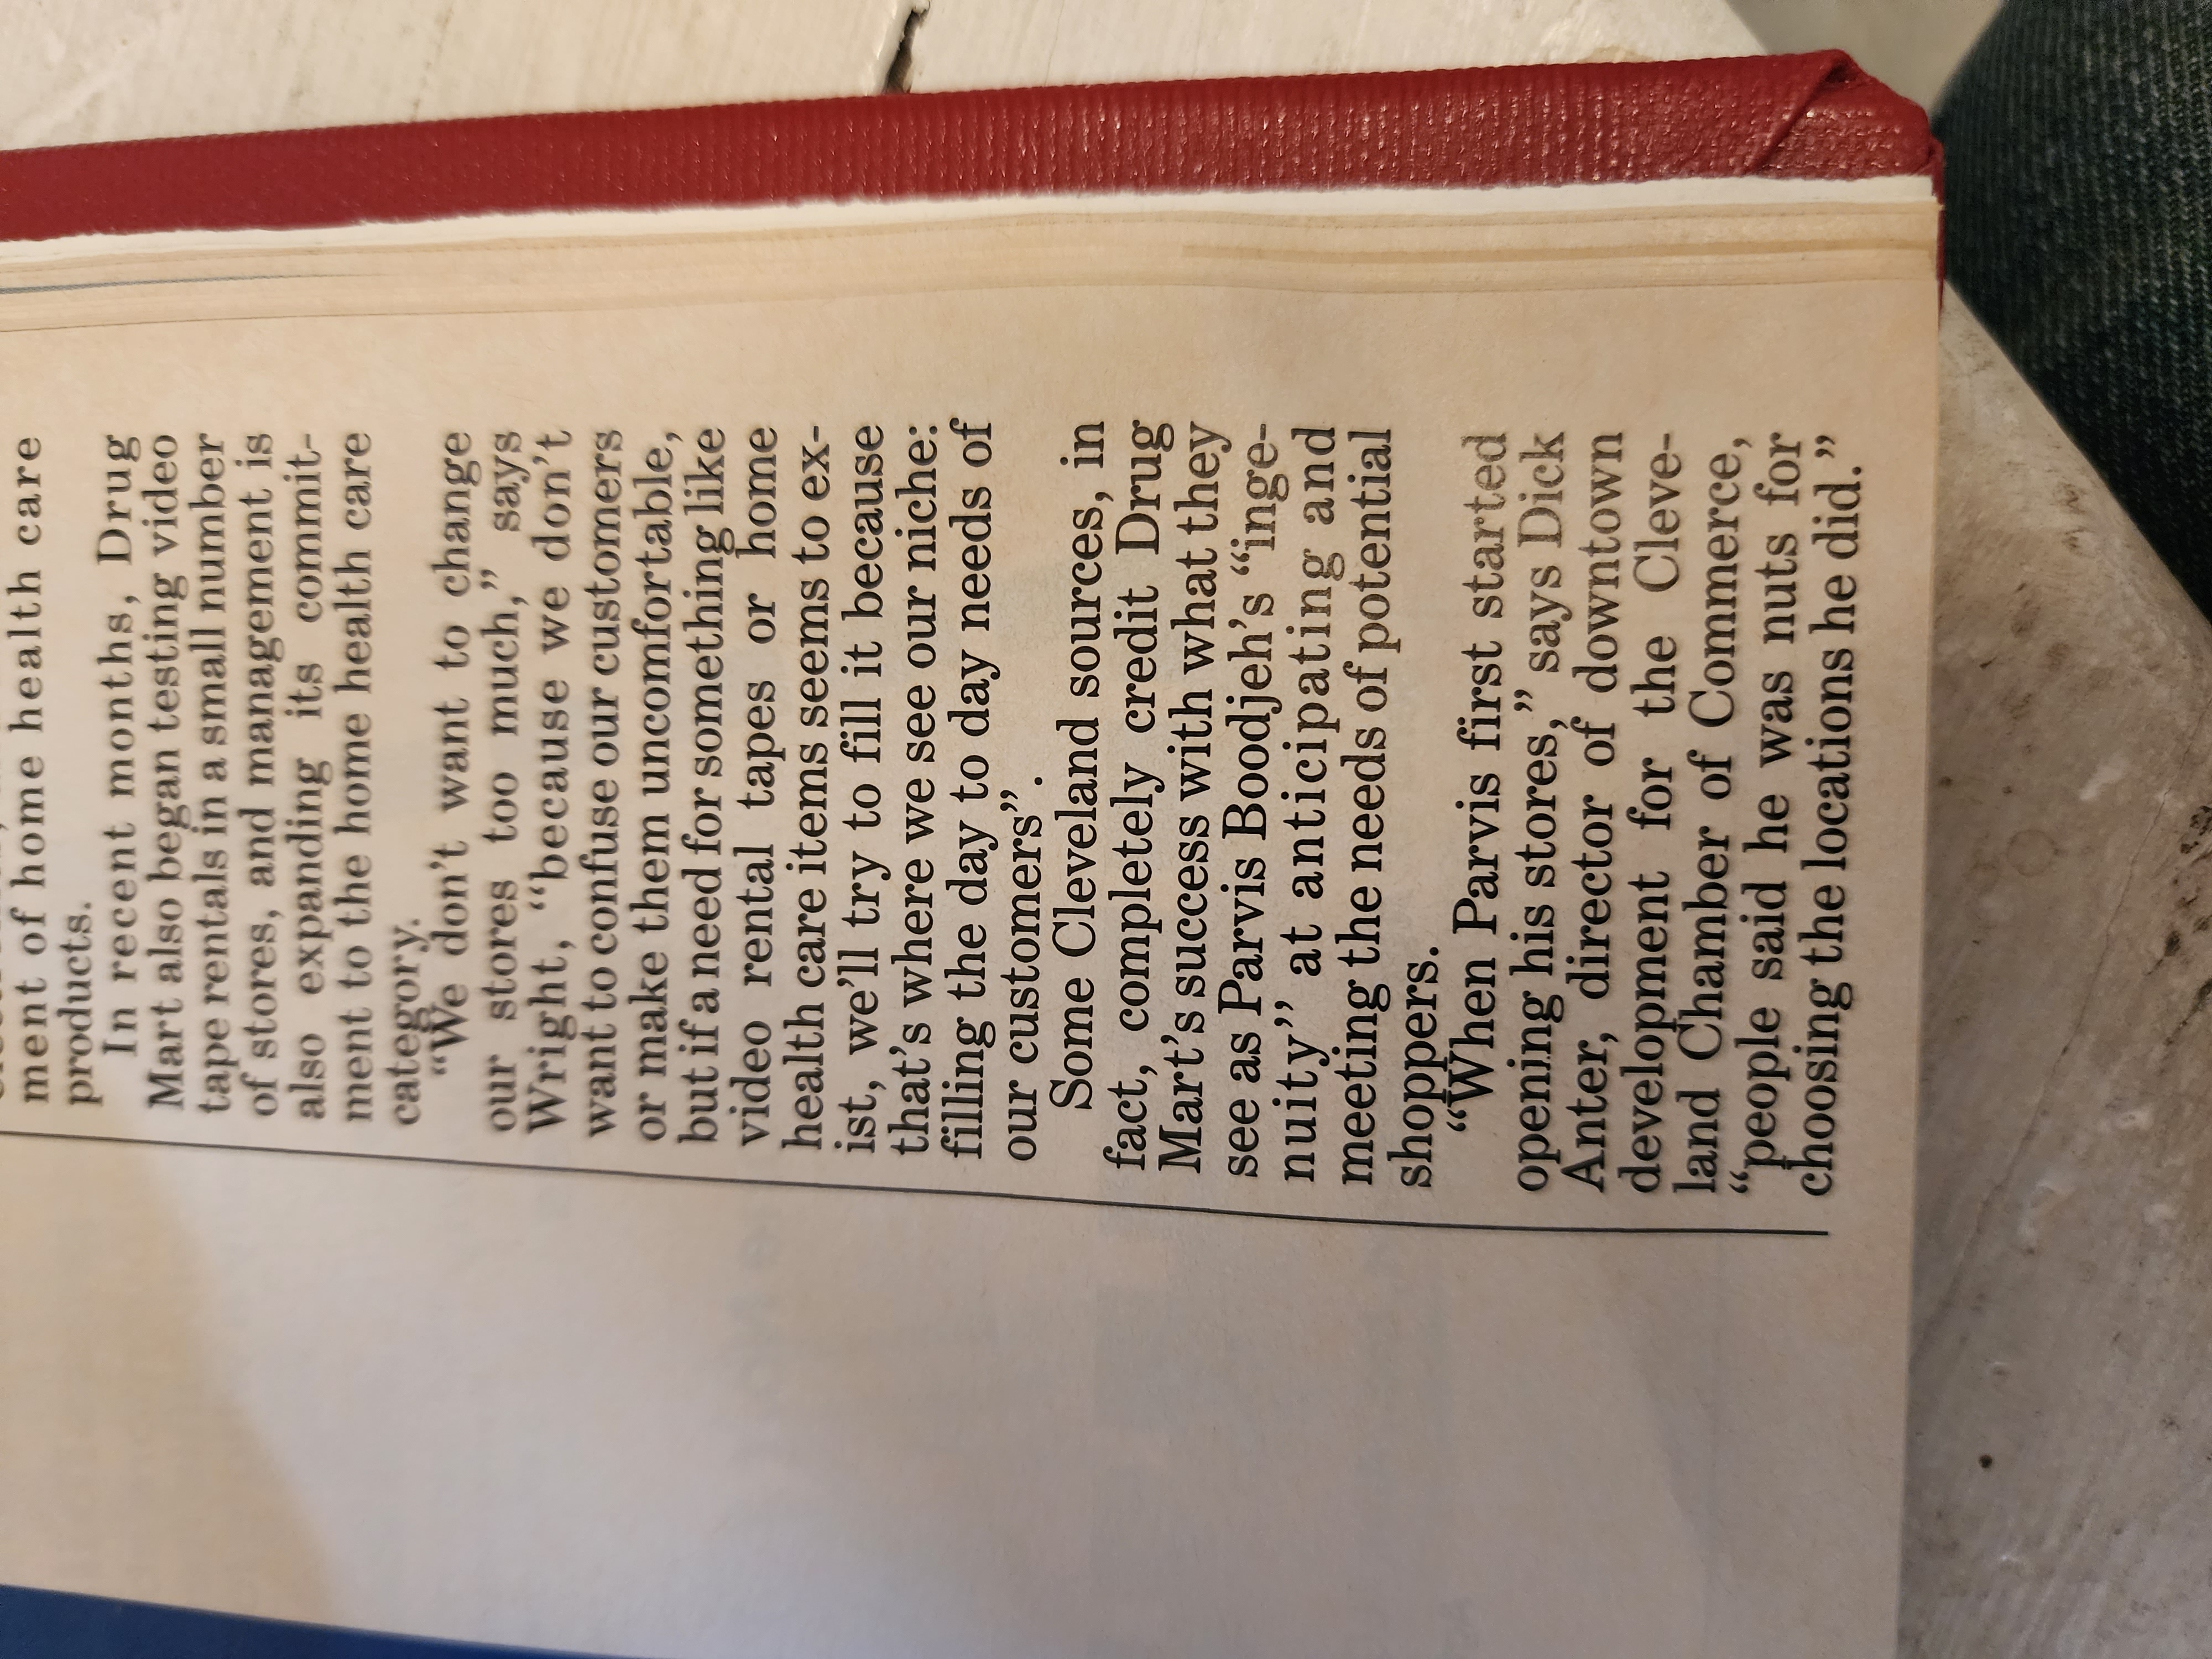 ment of home health care
products.
In recent months, Drug
Mart also began testing video
tape rentals in a small number
of stores, and management is
also expanding its commit-
ment to the home health care
category.
“We don’t want to change
our stores too much,” says
Wright, “because we don’t
want to confuse our customers
or make them uncomfortable,
but if a need for something like
video rental tapes or home
health care items seems to ex-
ist, we’ll try to fill it because
that’s where we see our niche:
filling the day to day needs of
our customers”.
Some Cleveland sources, in
fact, completely credit Drug
Mart’s success with what they
see as Parvis Boodjeh’s “inge-
nuity” at anticipating and
meeting the needs of potential
shoppers.
“When Parvis first started
opening his stores,” says Dick
Anter, director of downtown
development for the Cleve-
land Chamber of Commerce,
“people said he was nuts for
choosing the locations he did.”